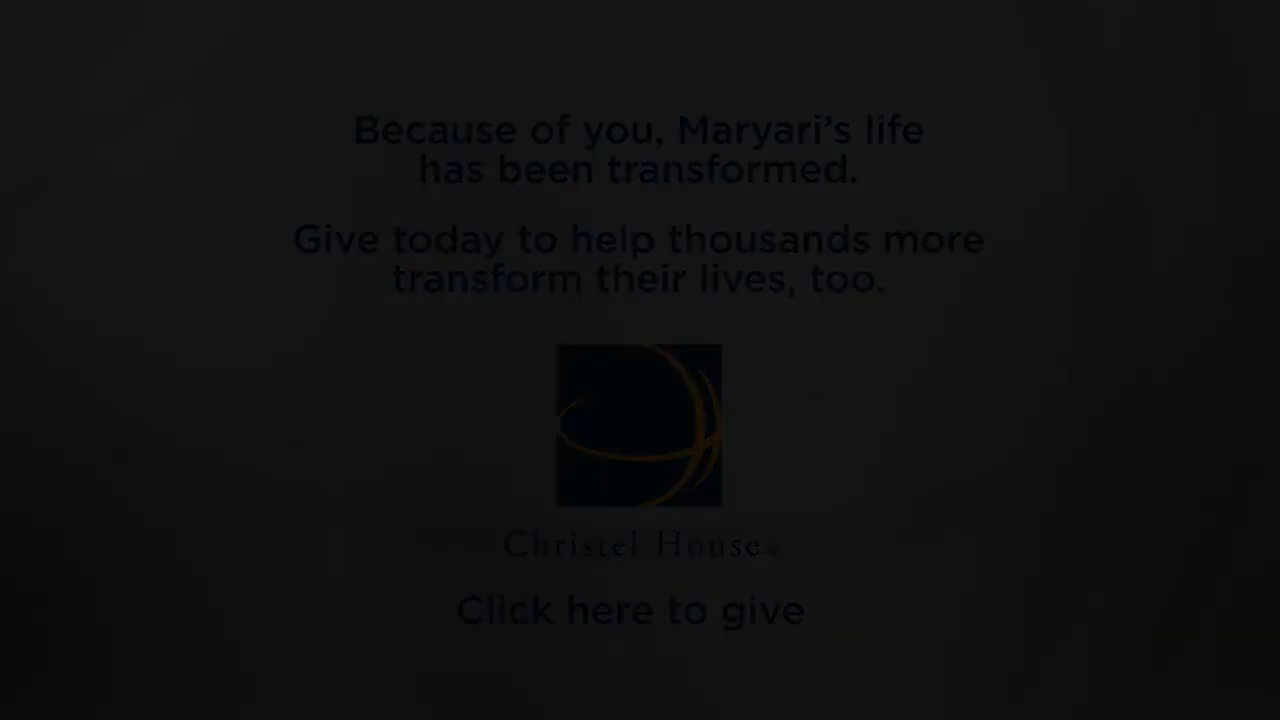 Because of you, Maryari's life
has been transformed.
Give today to help thousands more
transform their lives, too.
Christel House
Click here to give